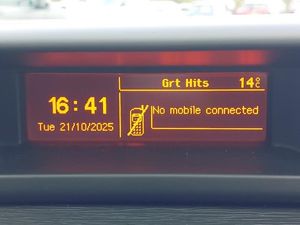 Grt Hits 14°C
16:41
No mobile connected
Tue 21/10/2025